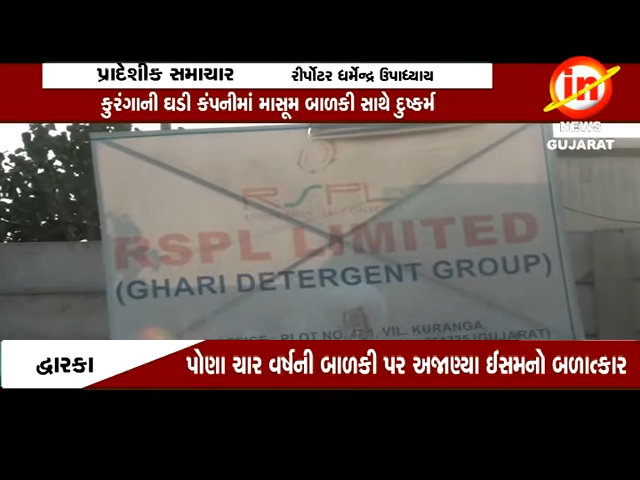 પ્રાદેશીક સમાચાર
રીર્પોટર ધર્મેન્દ્ર ઉપાધ્યાય
કુરંગાની ઘડી કંપનીમાં માસૂમ બાળકી સાથે દુષ્કર્મ
in
NEWS
GUJARAT
RSPL
RSPL LIMITED
(GHARI DETERGENT GROUP)
PLOT NO. VIL. KURANGA,
(GUJARAT)
દ્વારકા
પોણા ચાર વર્ષની બાળકી પર અજાણ્યા ઈસમનો બળાત્કાર